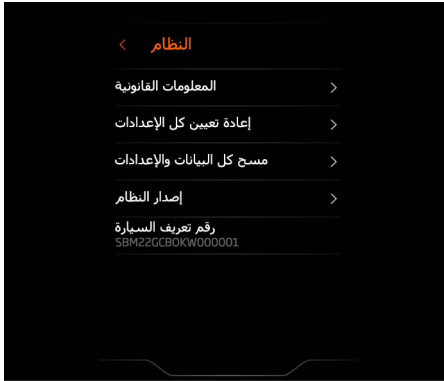 النظام
المعلومات القانونية
إعادة تعيين كل الإعدادات
مسح كل البيانات والإعدادات
إصدار النظام
رقم تعريف السيارة
SBM22GCB0KW000001